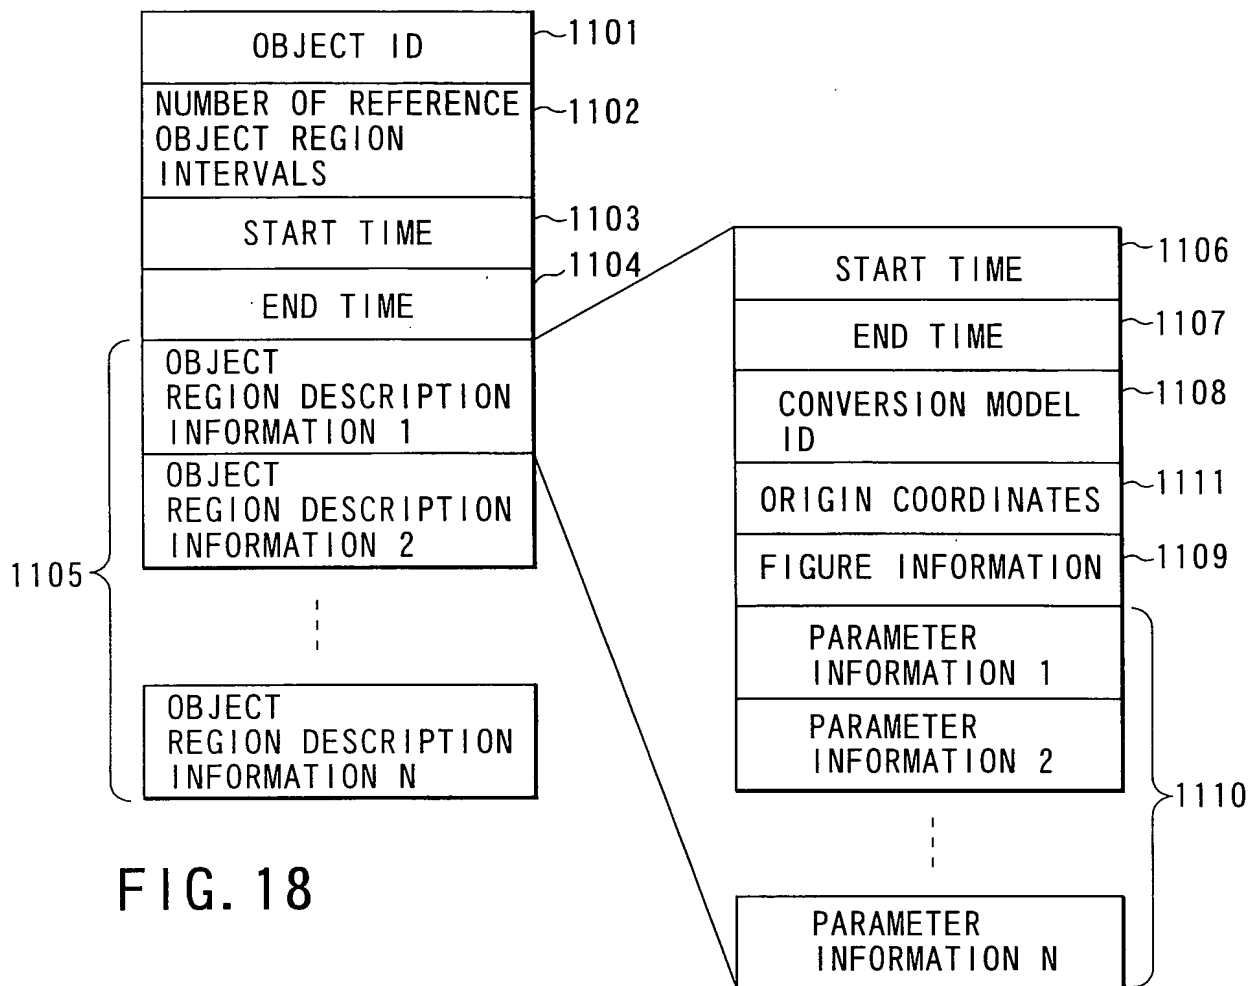 OBJECT ID
1101
NUMBER OF REFERENCE
OBJECT REGION
INTERVALS
1102
START TIME
1103
END TIME
1104
OBJECT
REGION DESCRIPTION
INFORMATION 1
OBJECT
REGION DESCRIPTION
INFORMATION 2
1105
OBJECT
REGION DESCRIPTION
INFORMATION N
START TIME
1106
END TIME
1107
CONVERSION MODEL
ID
1108
ORIGIN COORDINATES
1111
FIGURE INFORMATION
1109
PARAMETER
INFORMATION 1
PARAMETER
INFORMATION 2
1110
PARAMETER
INFORMATION N
FIG. 18